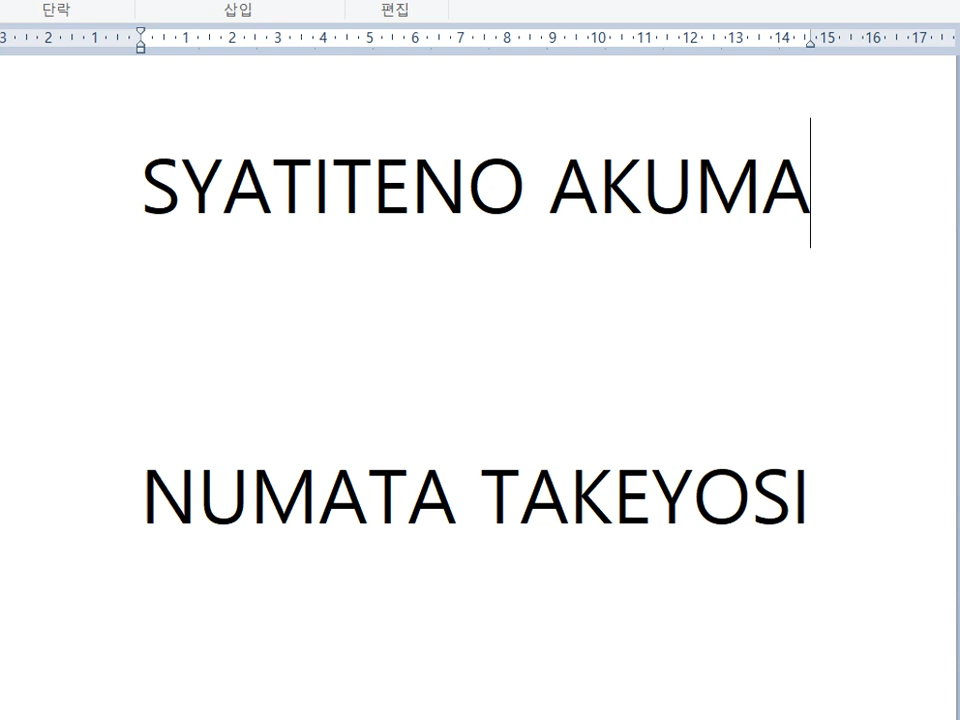 단락 삽입 편집
3 2 1 1 2 3 4 5 6 7 8 9 10 11 12 13 14 15 16 17
SYATITENO AKUMA
NUMATA TAKEYOSI